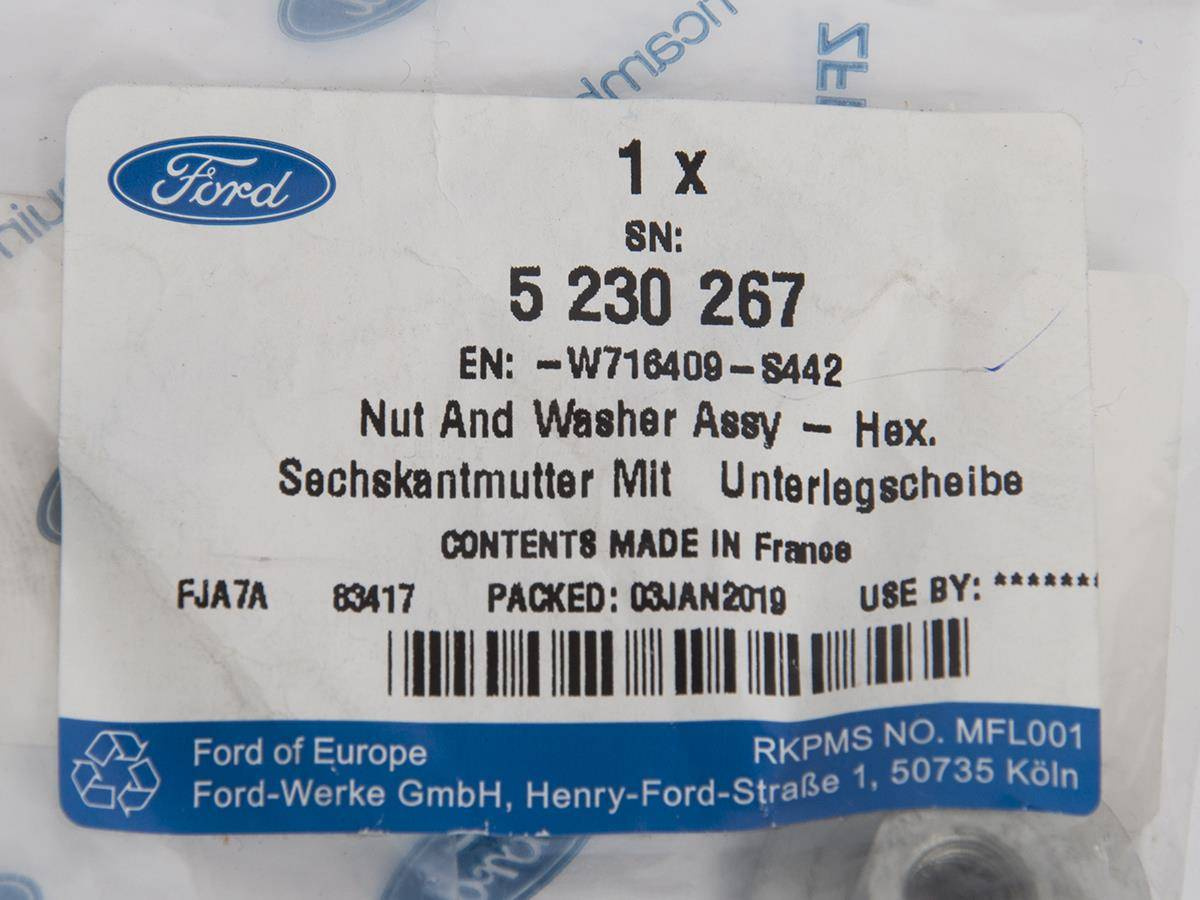 Ford
1 x
SN:
5 230 267
EN: -W716409-S442
Nut And Washer Assy - Hex.
Sechskantmutter Mit Unterlegscheibe
CONTENTS MADE IN France
FJA7A 83417 PACKED: 03JAN2019 USE BY: *******
Ford of Europe RKPMS NO. MFL001
Ford-Werke GmbH, Henry-Ford-Straße 1, 50735 Köln